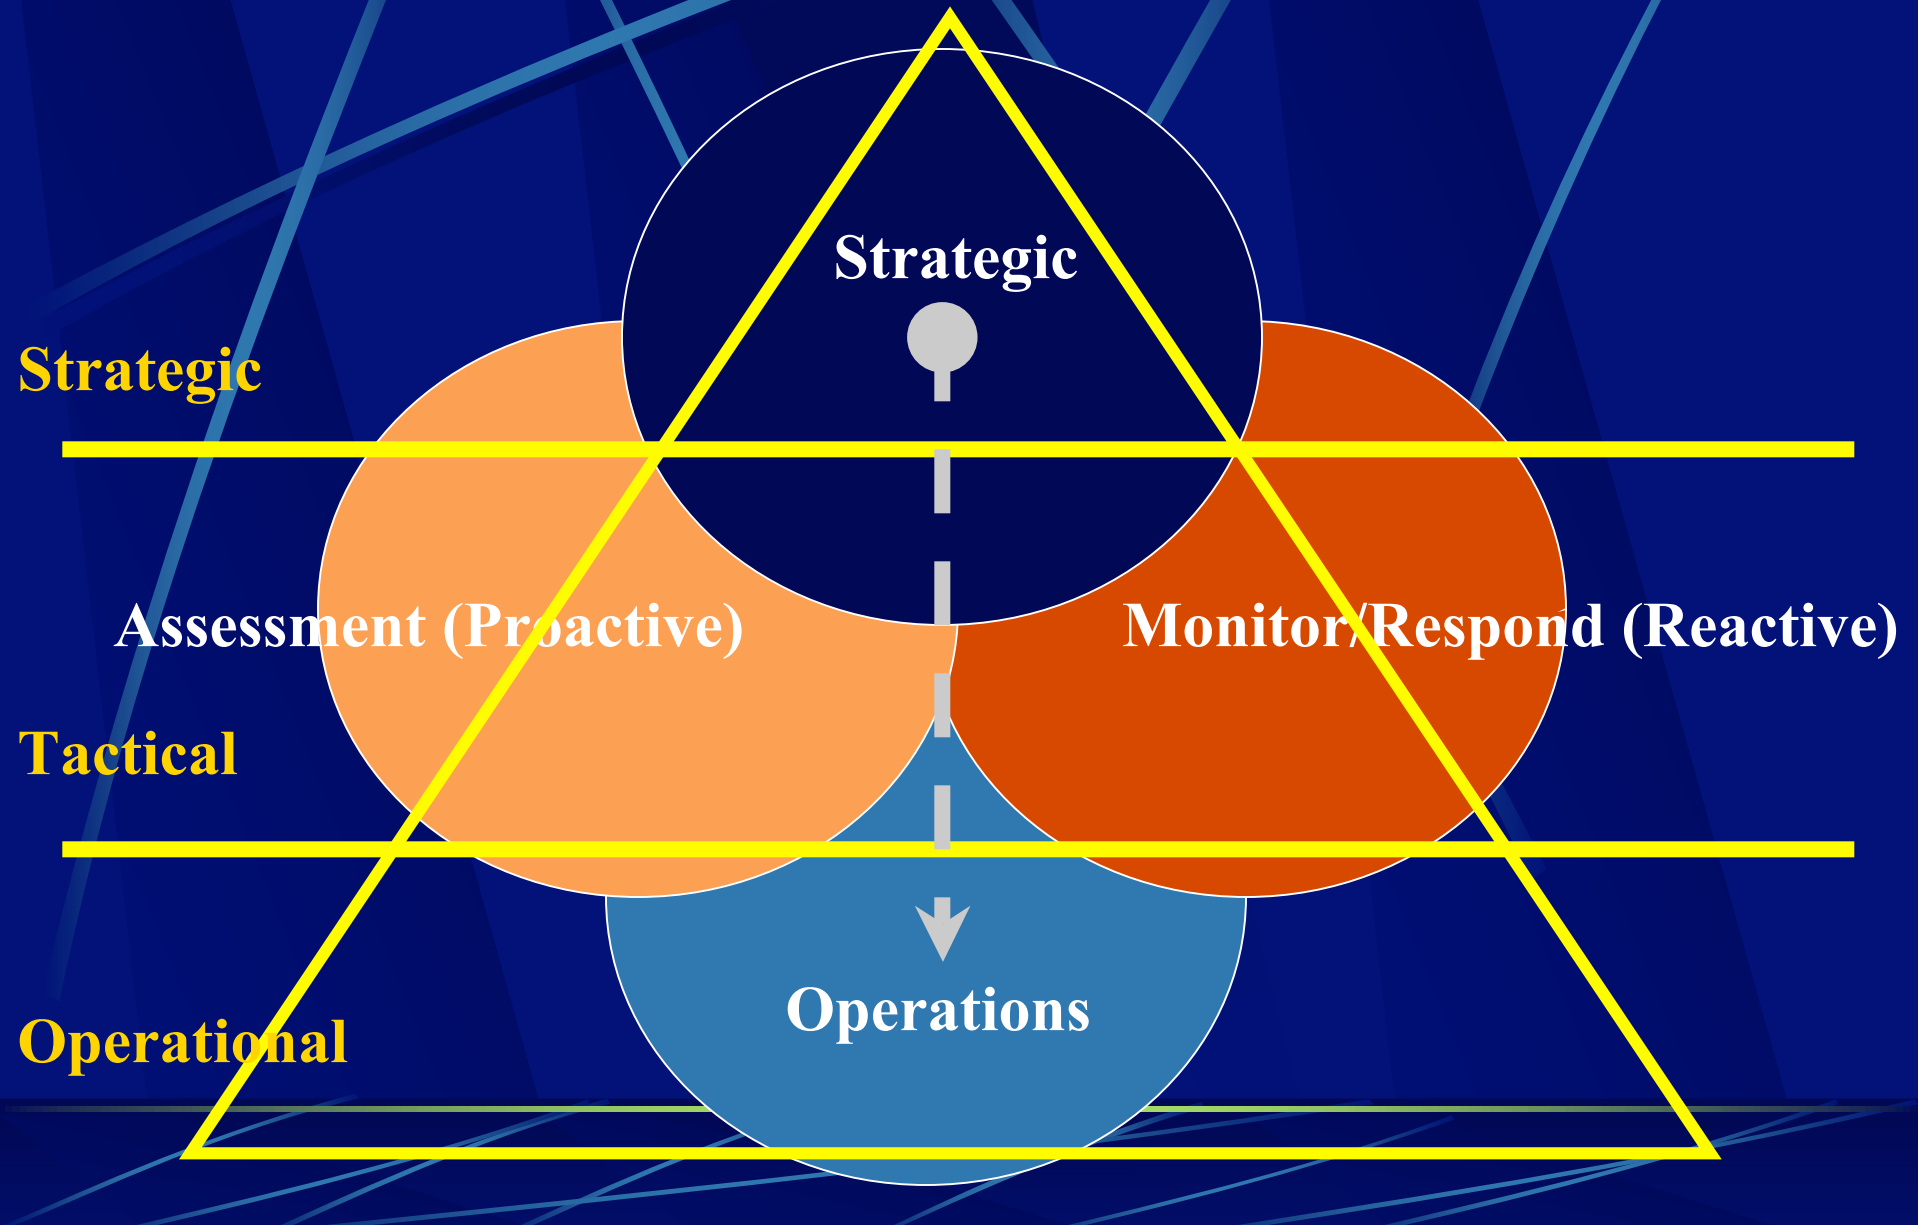 Strategic
Strategic
Assessment (Proactive)
Monitor/Respond (Reactive)
Tactical
Operations
Operational